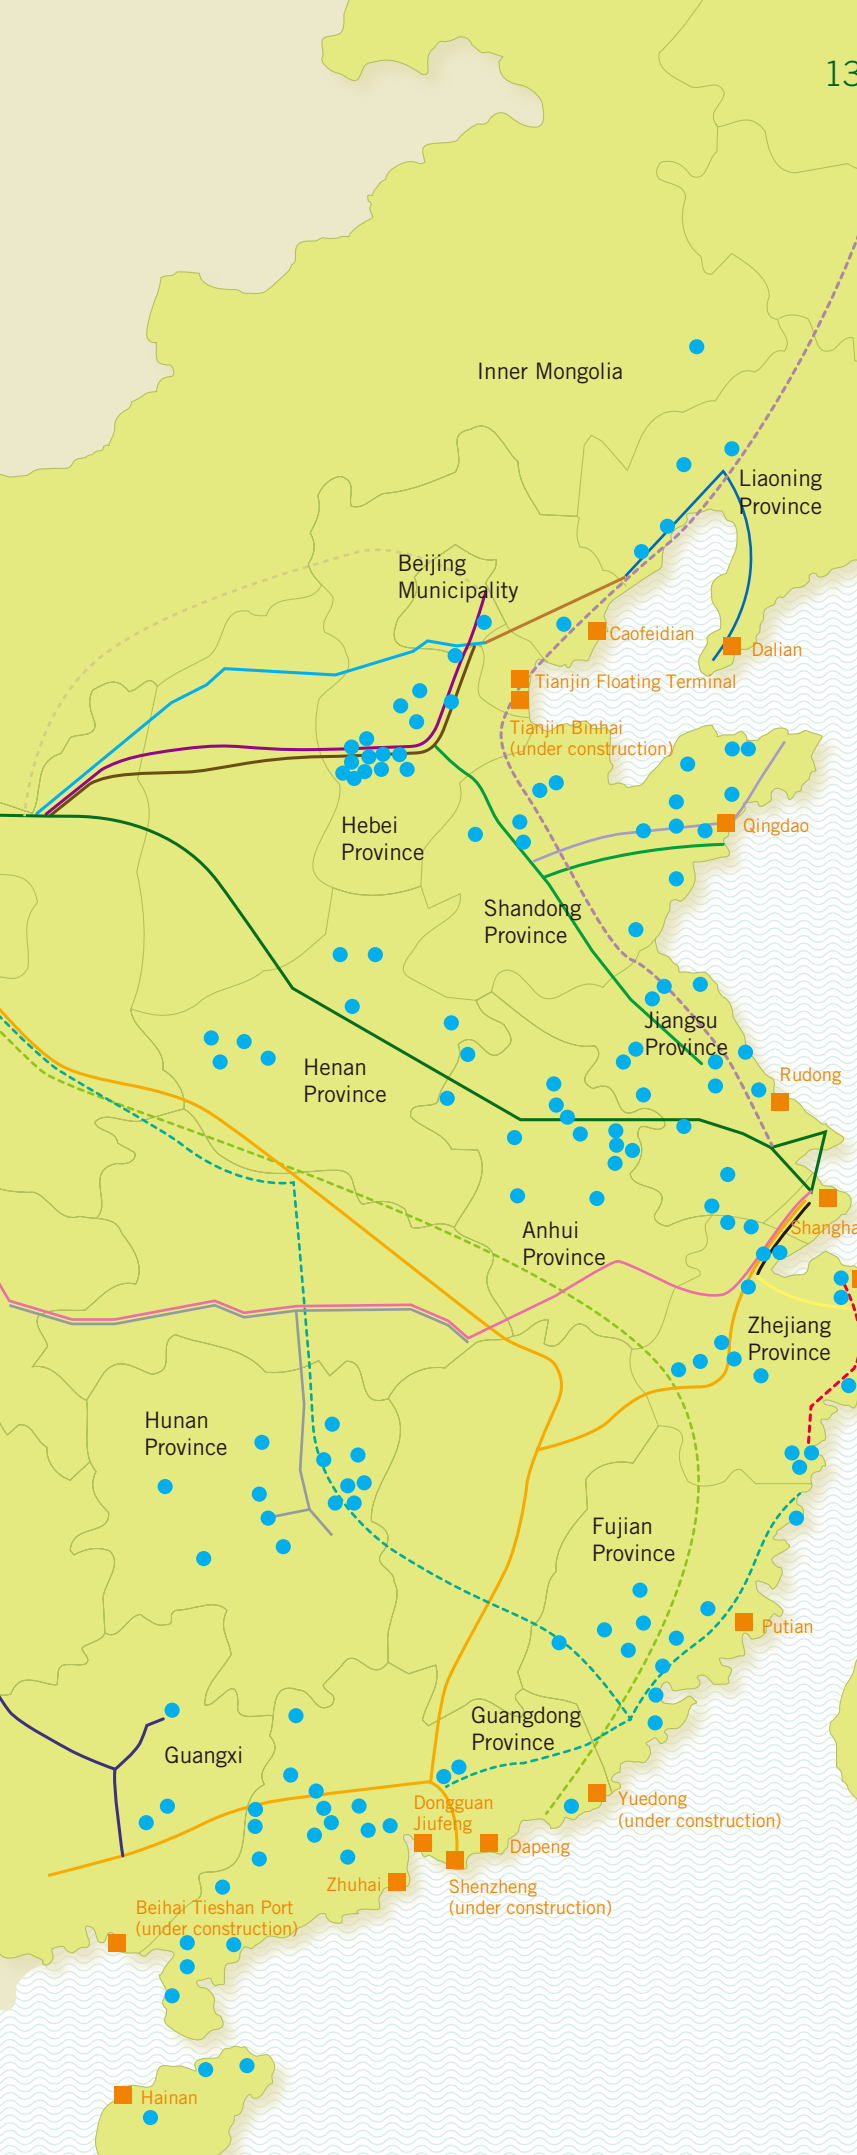 13
Inner Mongolia
Liaoning
Province
Beijing
Municipality
Caofeidian
Dalian
Tianjin Floating Terminal
Tianjin Binhai
(under construction)
Hebei
Province
Qingdao
Shandong
Province
Jiangsu
Province
Henan
Province
Rudong
Anhui
Province
Shangha
Zhejiang
Province
Hunan
Province
Fujian
Province
Putian
Guangdong
Province
Guangxi
Dongguan
Jiufeng
Yuedong
(under construction)
Dapeng
Zhuhai
Shenzheng
(under construction)
Beihai Tieshan Port
(under construction)
Hainan